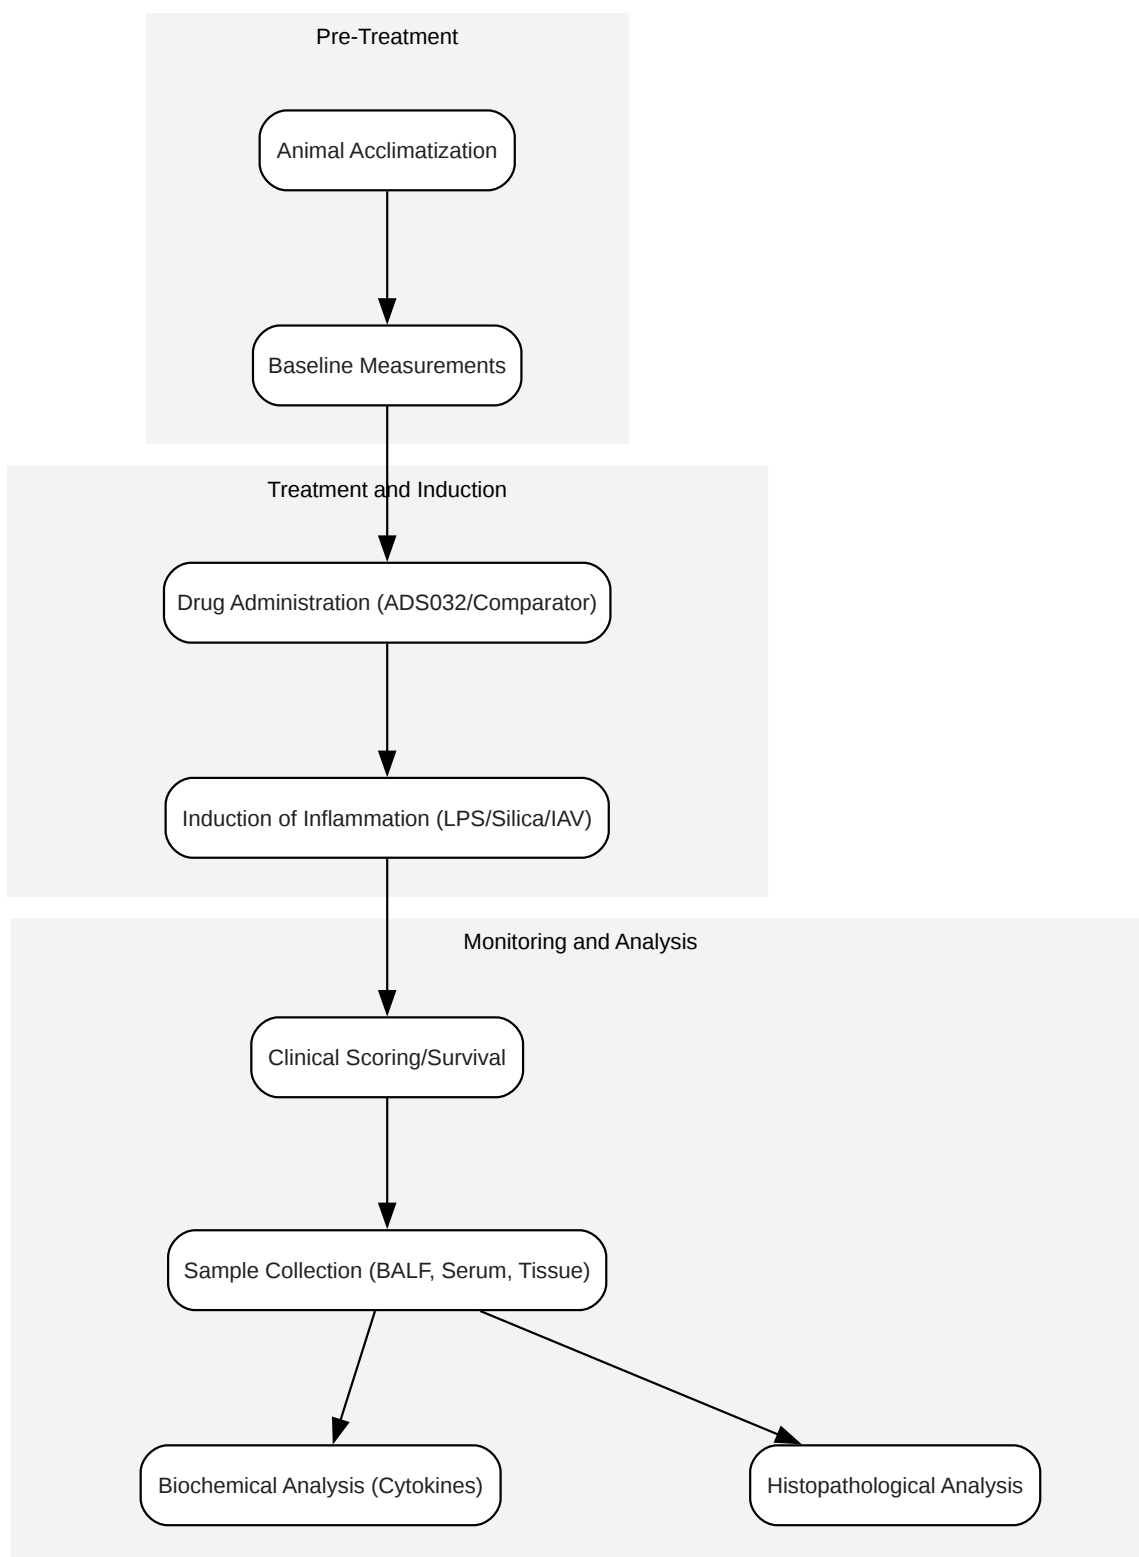 Pre-Treatment
Animal Acclimatization
Baseline Measurements
Treatment and Induction
Drug Administration (ADS032/Comparator)
Induction of Inflammation (LPS/Silica/IAV)
Monitoring and Analysis
Clinical Scoring/Survival
Sample Collection (BALF, Serum, Tissue)
Biochemical Analysis (Cytokines)
Histopathological Analysis